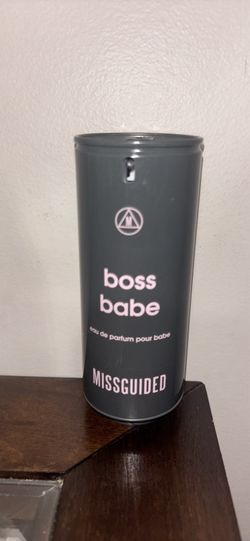 boss
babe
eau de parfum pour babe
MISSGUIDED